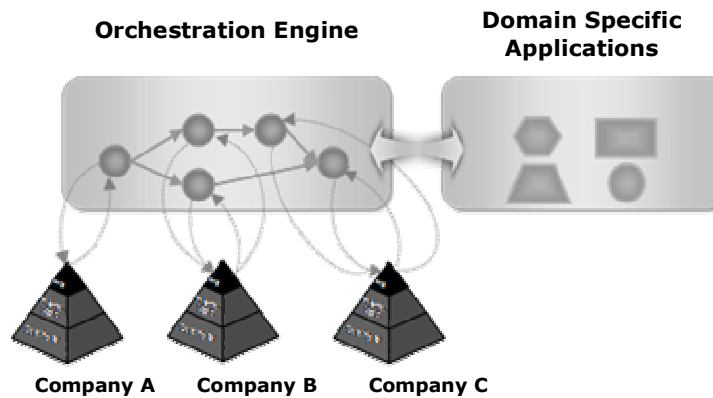 Orchestration Engine
Domain Specific
Applications
Company A
Company B
Company C